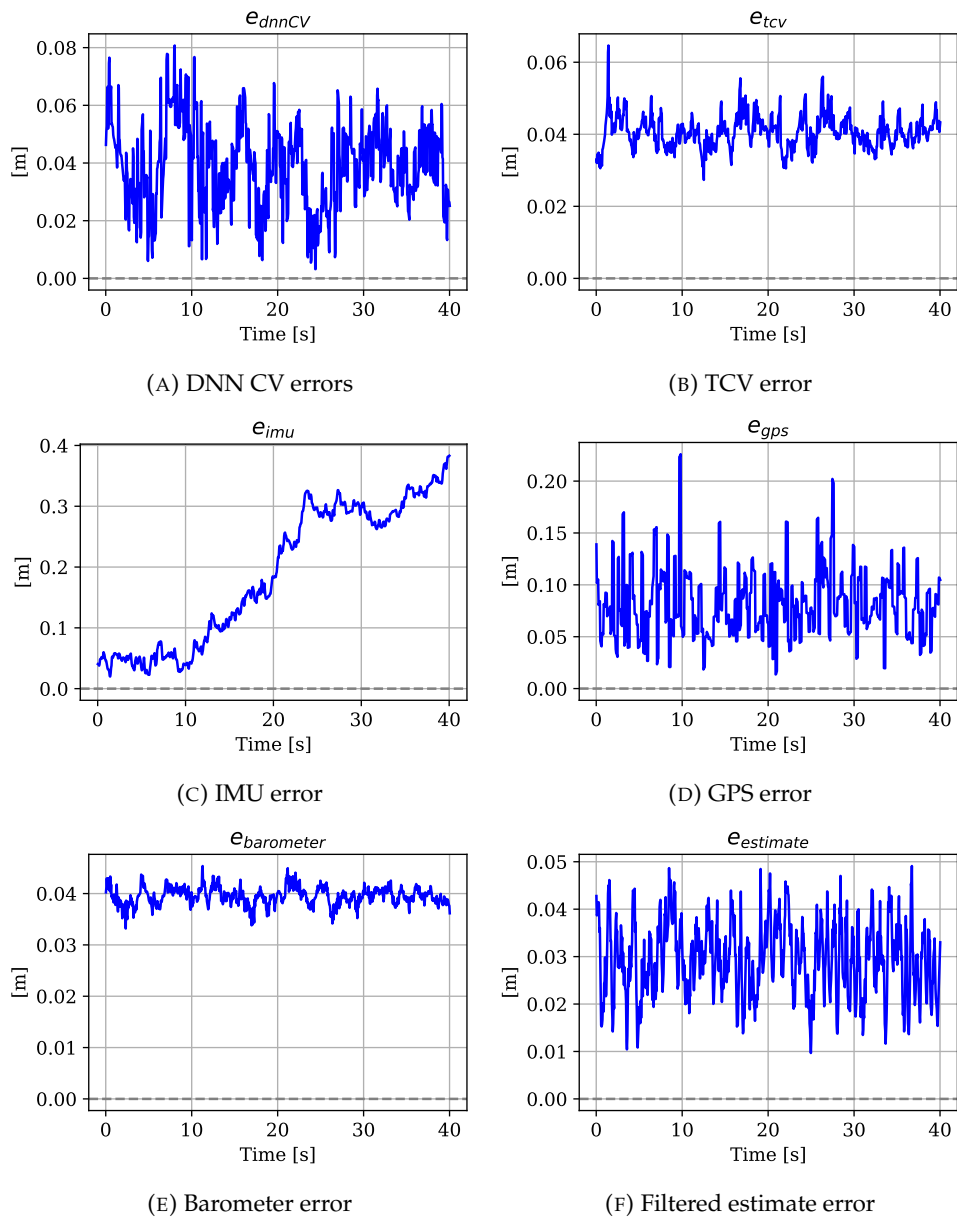 e_dnnCV
0.08
0.06
0.04
0.02
0.00
[m]
0 10 20 30 40
Time [s]
(A) DNN CV errors
e_tcv
0.06
0.04
0.02
0.00
[m]
0 10 20 30 40
Time [s]
(B) TCV error
e_imu
0.4
0.3
0.2
0.1
0.0
[m]
0 10 20 30 40
Time [s]
(C) IMU error
e_gps
0.20
0.15
0.10
0.05
0.00
[m]
0 10 20 30 40
Time [s]
(D) GPS error
e_barometer
0.04
0.03
0.02
0.01
0.00
[m]
0 10 20 30 40
Time [s]
(E) Barometer error
e_estimate
0.05
0.04
0.03
0.02
0.01
0.00
[m]
0 10 20 30 40
Time [s]
(F) Filtered estimate error